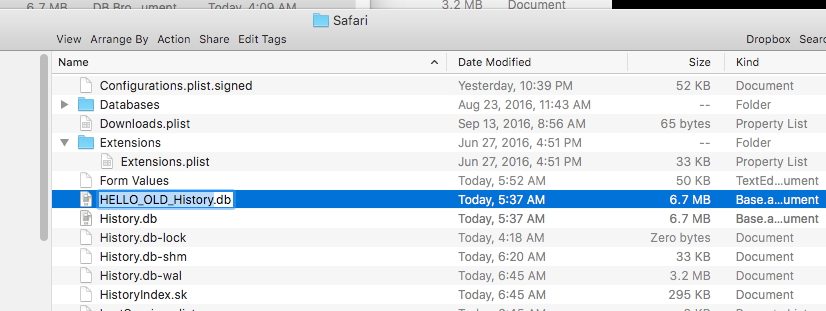 6.7 MB DB Bro...ument Today, 4:09 AM 3.2 MB Document
Safari
View Arrange By Action Share Edit Tags Dropbox
Name Date Modified Size Kind
Configurations.plist.signed Yesterday, 10:39 PM 52 KB Document
Databases Aug 23, 2016, 11:43 AM -- Folder
Downloads.plist Sep 13, 2016, 8:56 AM 65 bytes Property List
Extensions Jun 27, 2016, 4:51 PM -- Folder
Extensions.plist Jun 27, 2016, 4:51 PM 33 KB Property List
Form Values Today, 5:52 AM 50 KB TextEd...ument
HELLO_OLD_History.db Today, 5:37 AM 6.7 MB Base.a...ument
History.db Today, 5:37 AM 6.7 MB Base.a...ument
History.db-lock Today, 4:18 AM Zero bytes Document
History.db-shm Today, 6:20 AM 33 KB Document
History.db-wal Today, 6:45 AM 3.2 MB Document
HistoryIndex.sk Today, 6:45 AM 295 KB Document